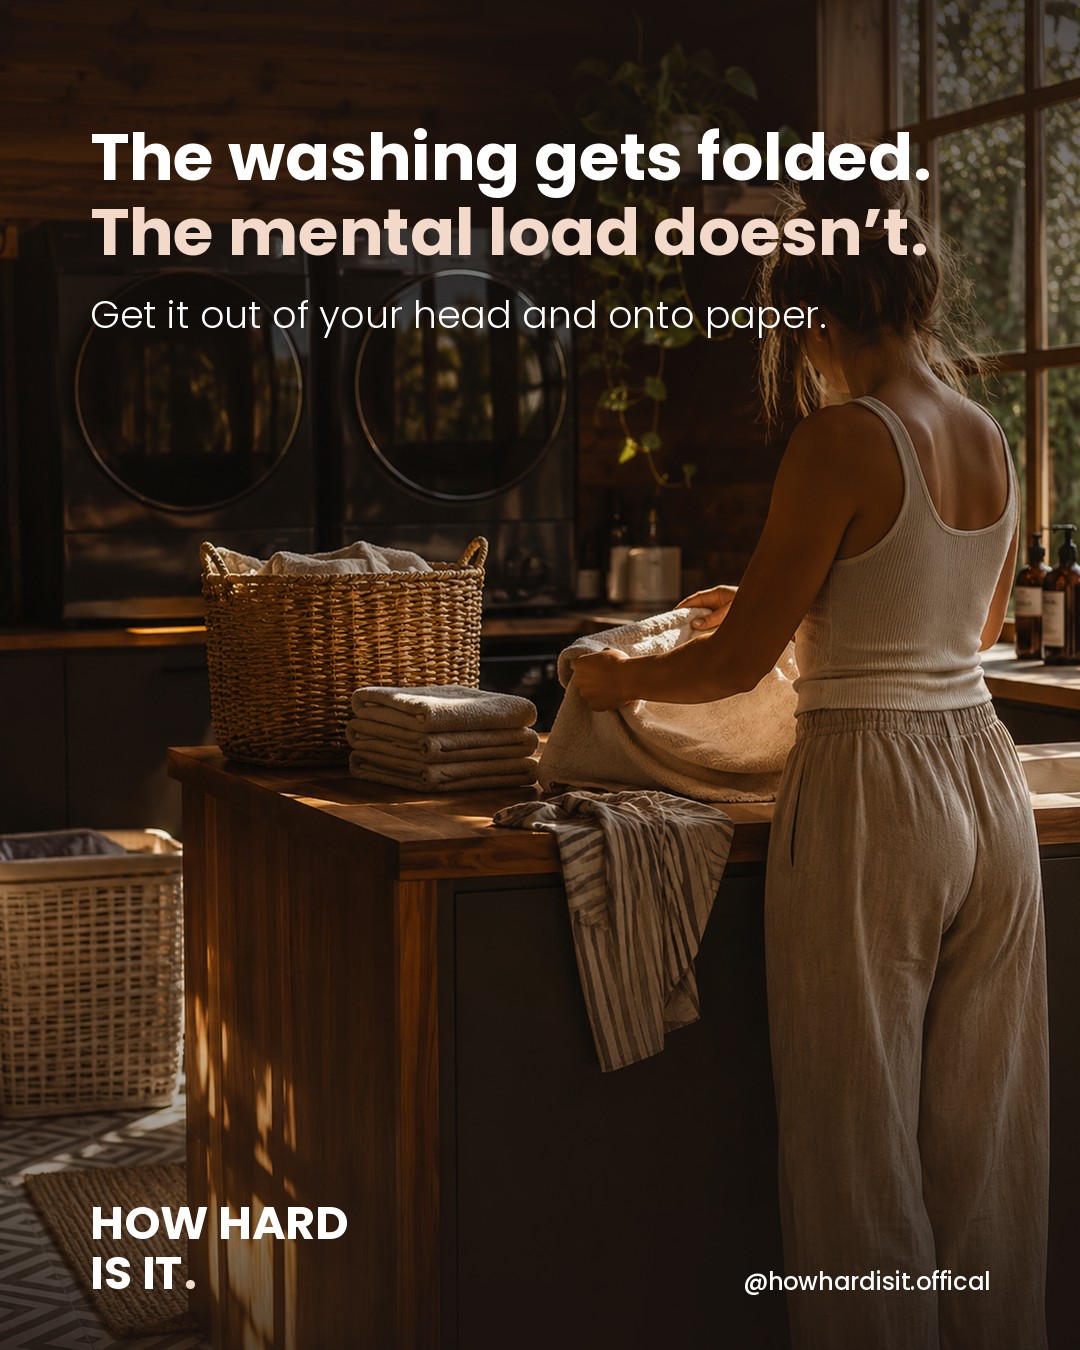 The washing gets folded.
The mental load doesn’t.
Get it out of your head and onto paper.
HOW HARD
IS IT.
@howhardisit.offical